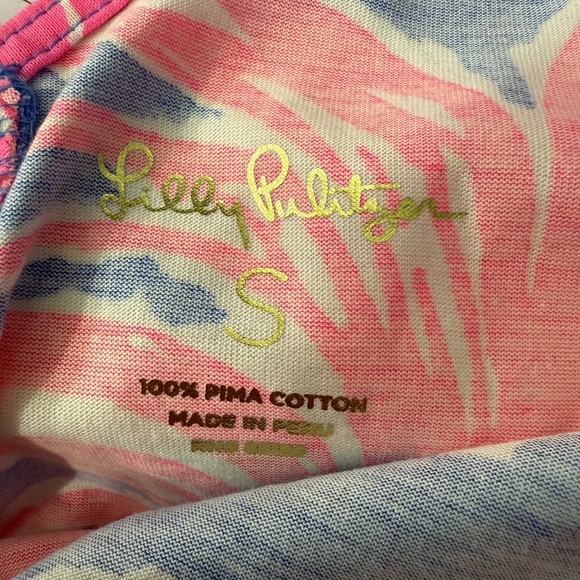 Lilly Pulitzer
S
100% PIMA COTTON
MADE IN PERU